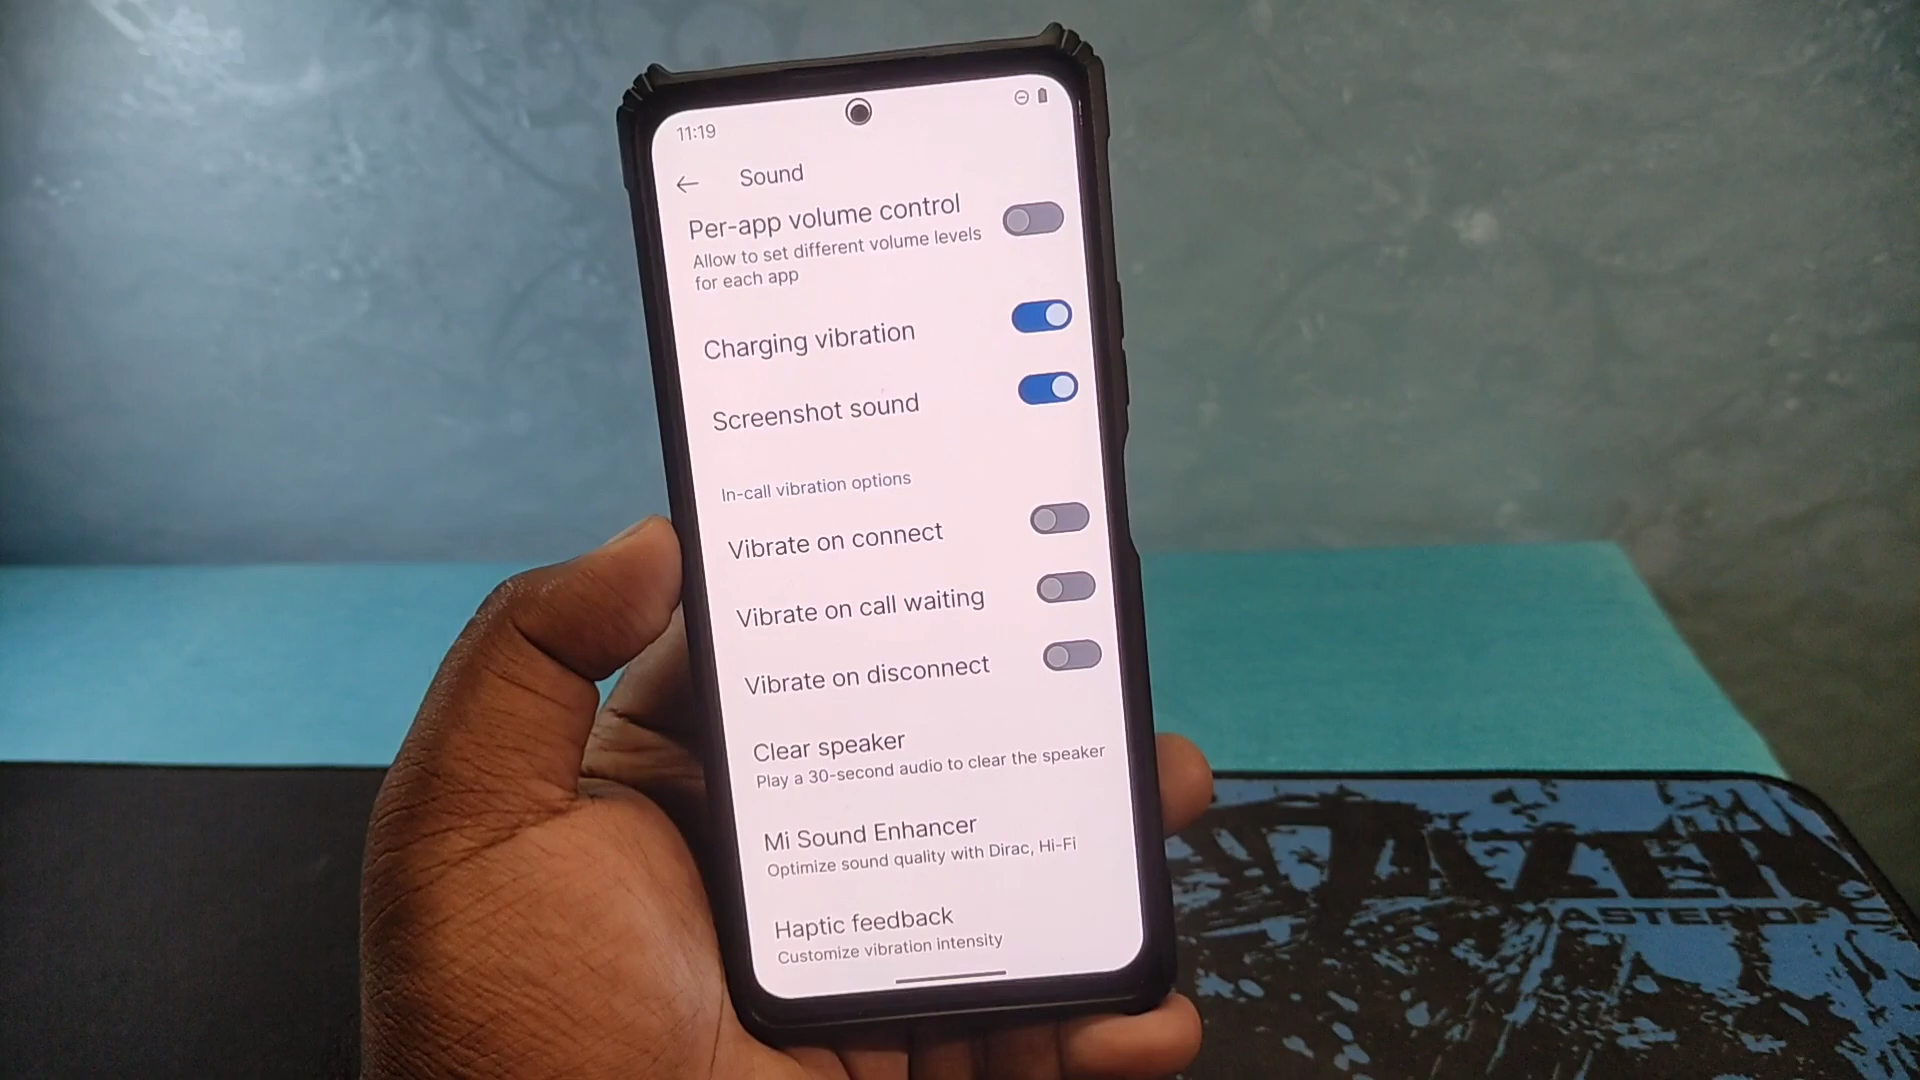 11:19
Sound
Per-app volume control
Allow to set different volume levels
for each app
Charging vibration
Screenshot sound
In-call vibration options
Vibrate on connect
Vibrate on call waiting
Vibrate on disconnect
Clear speaker
Play a 30-second audio to clear the speaker
Mi Sound Enhancer
Optimize sound quality with Dirac, Hi-Fi
Haptic feedback
Customize vibration intensity
MASTER OF